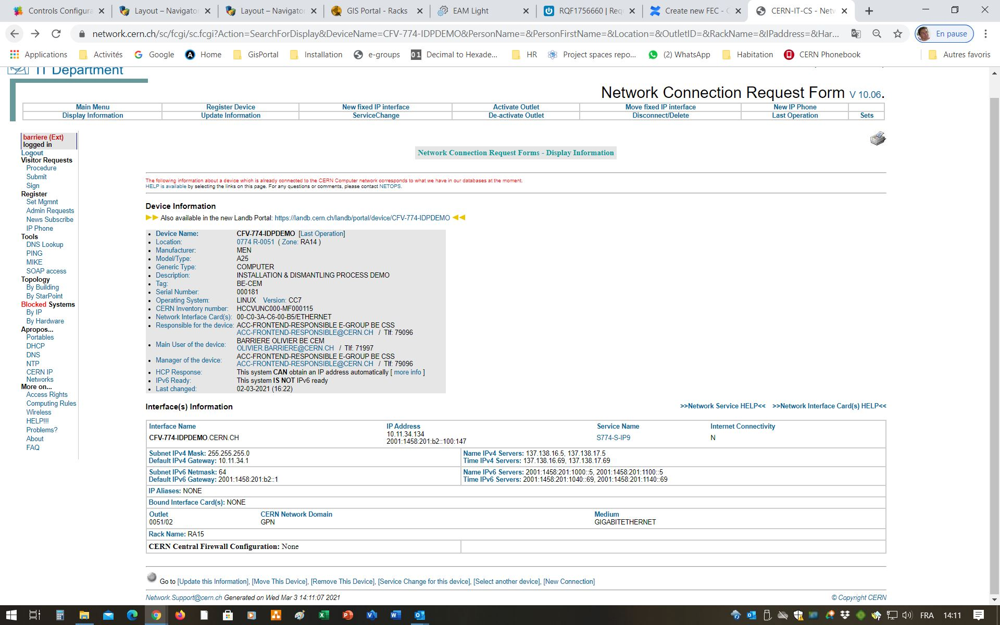 Controls Configura
Layout – Navigator
Layout – Navigator
GIS Portal - Racks
EAM Light
RQF1756660 | Req
Create new FEC - C
CERN-IT-CS - Netw
network.cern.ch/sc/fcgi/sc.fcgi?Action=SearchForDisplay&DeviceName=CFV-774-IDPDEMO&PersonName=&PersonFirstName=&Location=&OutletID=&RackName=&IPaddress=&Har...
En pause
Applications
Activités
Google
Home
GisPortal
Installation
e-groups
Decimal to Hexade...
HR
Project spaces repo...
(2) WhatsApp
Habitation
CERN Phonebook
Autres favoris
IT Department
Network Connection Request Form V 10.06.
Main Menu Register Device New fixed IP interface Activate Outlet Move fixed IP interface New IP Phone
Display Information Update Information ServiceChange De-activate Outlet Disconnect/Delete Last Operation Sets
barriere (Ext)
logged in
Logout
Visitor Requests
Procedure
Submit
Sign
Register
Set Mgmnt
Admin Requests
News Subscribe
IP Phone
Tools
DNS Lookup
PING
MIKE
SOAP access
Topology
By Building
By StarPoint
Blocked Systems
By IP
By Hardware
Apropos...
Portables
DHCP
DNS
NTP
CERN IP
Networks
More on...
Access Rights
Computing Rules
Wireless
HELP!!!
Problems?
About
FAQ
Network Connection Request Forms - Display Information
The following information about a device which is already connected to the CERN Computer network corresponds to what we have in our databases at the moment.
HELP is available by selecting the links on this page. For any questions or comments, please contact NETOPS.
Device Information
Also available in the new Landb Portal: https://landb.cern.ch/landb/portal/device/CFV-774-IDPDEMO
Device Name: CFV-774-IDPDEMO [Last Operation]
Location: 0774 R-0051 ( Zone: RA14 )
Manufacturer: MEN
Model/Type: A25
Generic Type: COMPUTER
Description: INSTALLATION & DISMANTLING PROCESS DEMO
Tag: BE-CEM
Serial Number: 000181
Operating System: LINUX Version: CC7
CERN Inventory number: HCCVUNC000-MF000115
Network Interface Card(s): 00-C0-3A-C6-00-B5/ETHERNET
Responsible for the device: ACC-FRONTEND-RESPONSIBLE E-GROUP BE CSS
ACC-FRONTEND-RESPONSIBLE@CERN.CH / Tlf: 79096
Main User of the device: BARRIERE OLIVIER BE CEM
OLIVIER.BARRIERE@CERN.CH / Tlf: 71997
Manager of the device: ACC-FRONTEND-RESPONSIBLE E-GROUP BE CSS
ACC-FRONTEND-RESPONSIBLE@CERN.CH / Tlf: 79096
HCP Response: This system CAN obtain an IP address automatically [ more info ]
IPv6 Ready: This system IS NOT IPv6 ready
Last changed: 02-03-2021 (16:22)
Interface(s) Information
>>Network Service HELP<< >>Network Interface Card(s) HELP<<
Interface Name IP Address Service Name Internet Connectivity
CFV-774-IDPDEMO.CERN.CH 10.11.34.134 S774-S-IP9 N
2001:1458:201:b2::100:147
Subnet IPv4 Mask: 255.255.255.0 Name IPv4 Servers: 137.138.16.5, 137.138.17.5
Default IPv4 Gateway: 10.11.34.1 Time IPv4 Servers: 137.138.16.69, 137.138.17.69
Subnet IPv6 Netmask: 64 Name IPv6 Servers: 2001:1458:201:1000::5, 2001:1458:201:1100::5
Default IPv6 Gateway: 2001:1458:201:b2::1 Time IPv6 Servers: 2001:1458:201:1040::69, 2001:1458:201:1140::69
IP Aliases: NONE
Bound Interface Card(s): NONE
Outlet CERN Network Domain Medium
0051/02 GPN GIGABITETHERNET
Rack Name: RA15
CERN Central Firewall Configuration: None
Go to [Update this Information], [Move This Device], [Remove This Device], [Service Change for this device], [Select another device], [New Connection]
Network.Support@cern.ch Generated on Wed Mar 3 14:11:07 2021
© Copyright CERN
FRA
14:11